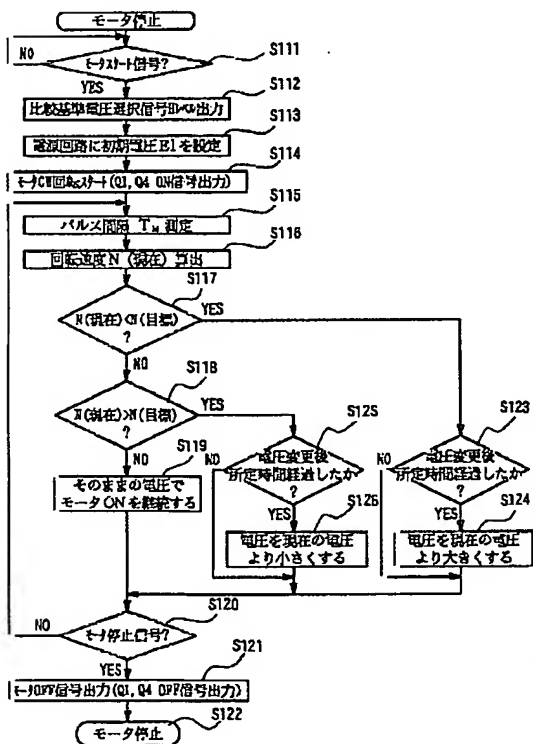 モータ停止
NO
モータスタート信号?
S111
YES
S112
比較基準電圧選択信号 出力
S113
電源回路に初期電圧E1を設定
S114
モータCW回転スタート(Q1,Q4 ON信号出力)
S115
パルス間隔 TM 測定
S116
回転速度N(現在)算出
S117
N(現在)<N(目標)
?
YES
NO
S118
N(現在)>N(目標)
?
YES
S125
S123
NO
S119
そのままの電圧で
モータONを継続する
NO
電圧変更後
所定時間経過したか
?
YES
S126
電圧を現在の電圧
より小さくする
NO
電圧変更後
所定時間経過したか
?
YES
S124
電圧を現在の電圧
より大きくする
S120
NO
モータ停止信号?
YES
S121
モータOFF信号出力(Q1,Q4 OFF信号出力)
S122
モータ停止